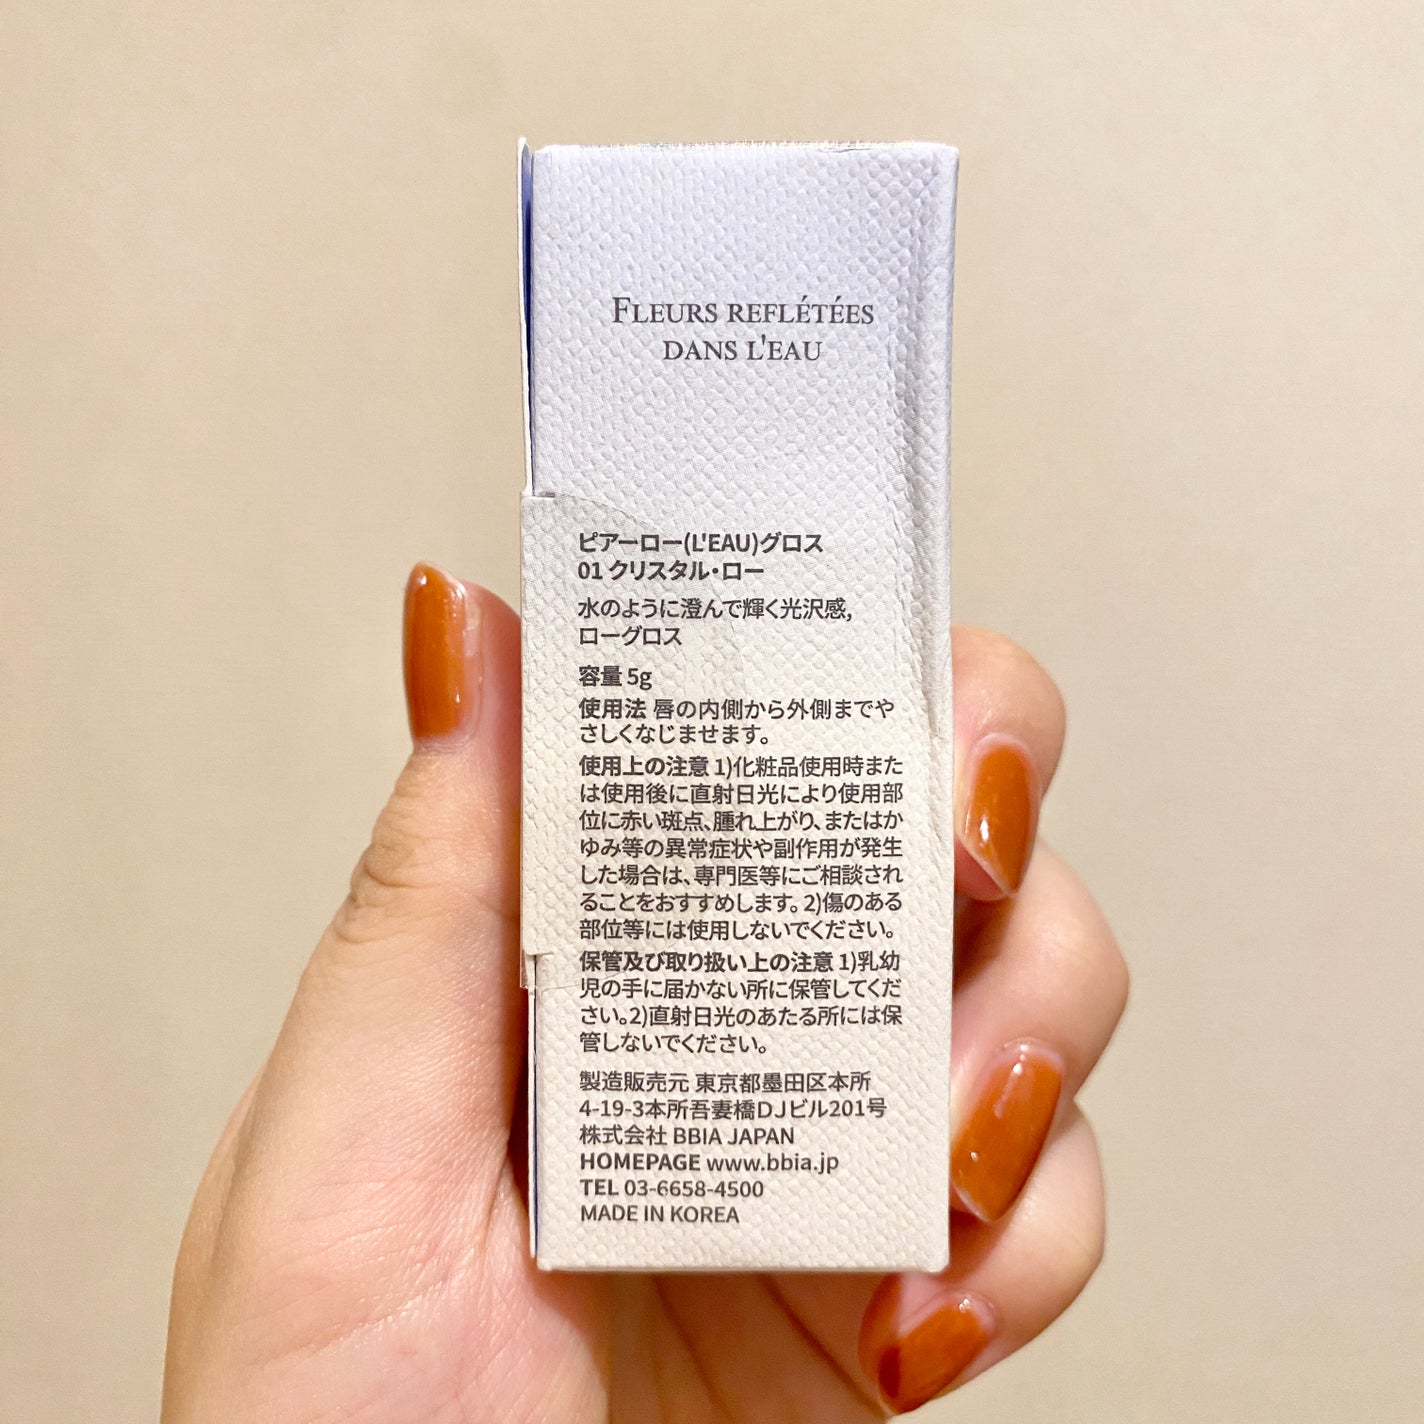 FLEURS REFLÉTÉES
DANS L'EAU
ピアーロー(L'EAU)グロス
01 クリスタル・ロー
水のように澄んで輝く光沢感,
ローグロス
容量 5g
使用法 唇の内側から外側までや
さしくなじませます。
使用上の注意 1)化粧品使用時また
は使用後に直射日光により使用部
位に赤い斑点、腫れ上がり、またはか
ゆみ等の異常症状や副作用が発生
した場合は、専門医等にご相談され
ることをおすすめします。2)傷のある
部位等には使用しないでください。
保管及び取り扱い上の注意 1)乳幼
児の手に届かない所に保管してくだ
さい。2)直射日光のあたる所には保
管しないでください。
製造販売元 東京都墨田区本所
4-19-3本所吾妻橋DJビル201号
株式会社 BBIA JAPAN
HOMEPAGE www.bbia.jp
TEL 03-6658-4500
MADE IN KOREA